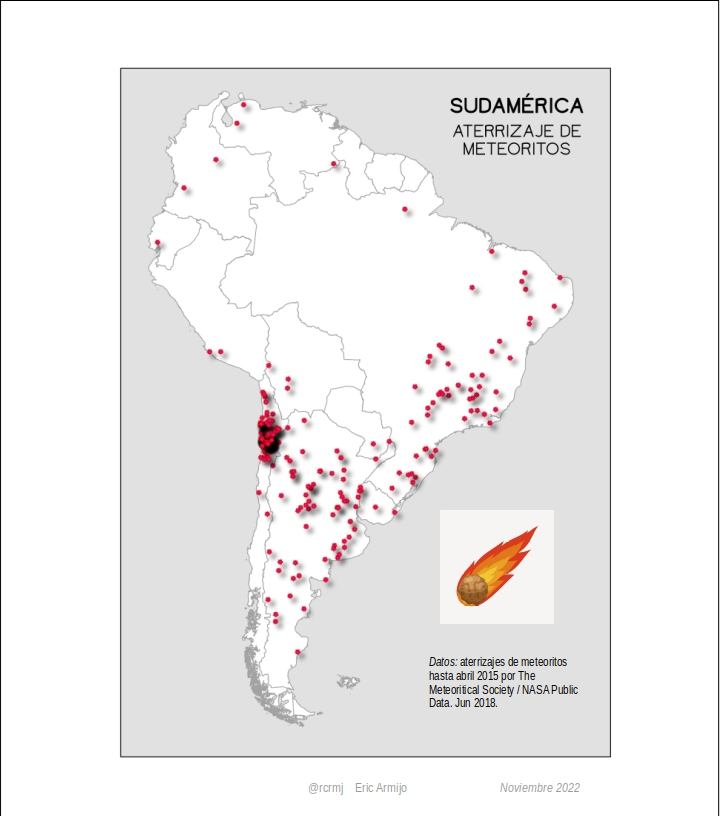 SUDAMÉRICA
ATERRIZAJE DE
METEORITOS
Datos: aterrizajes de meteoritos
hasta abril 2015 por The
Meteoritical Society / NASA Public
Data. Jun 2018.
@rcrmj Eric Armijo Noviembre 2022